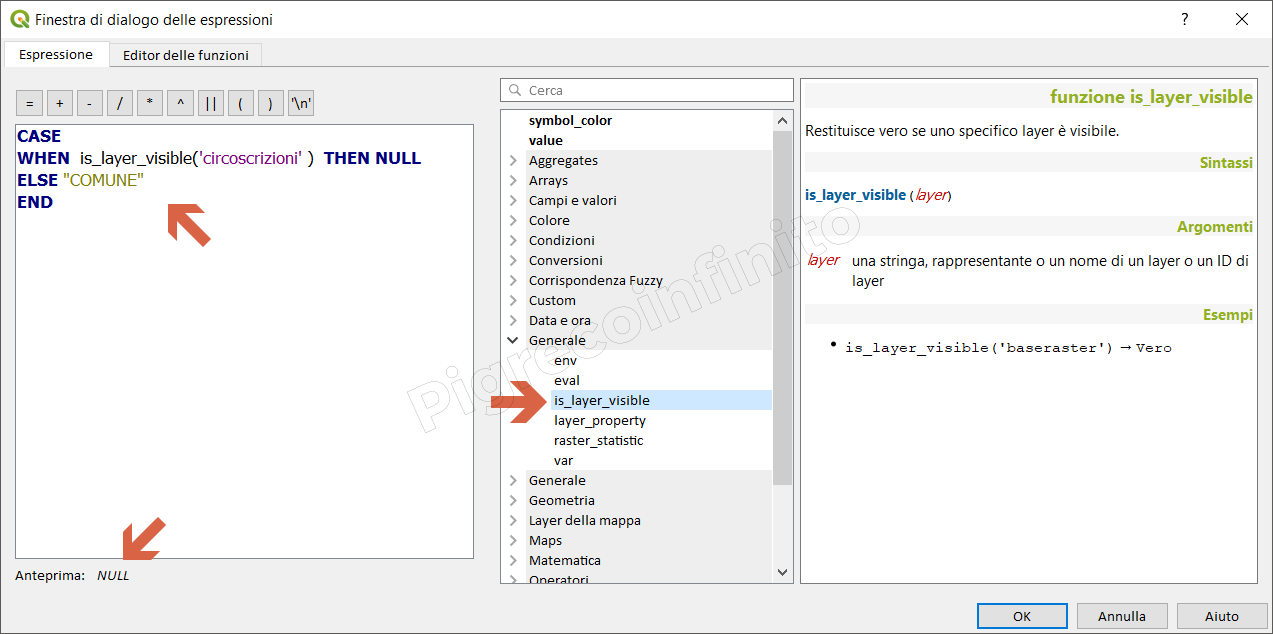 Finestra di dialogo delle espressioni
?
Espressione
Editor delle funzioni
= + - / * ^ || ( ) '\n'
CASE
WHEN is_layer_visible('circoscrizioni' ) THEN NULL
ELSE "COMUNE"
END
Anteprima: NULL
Cerca
symbol_color
value
Aggregates
Arrays
Campi e valori
Colore
Condizioni
Conversioni
Corrispondenza Fuzzy
Custom
Data e ora
Generale
env
eval
is_layer_visible
layer_property
raster_statistic
var
Generale
Geometria
Layer della mappa
Maps
Matematica
Operatori
funzione is_layer_visible
Restituisce vero se uno specifico layer è visibile.
Sintassi
is_layer_visible (layer)
Argomenti
layer una stringa, rappresentante o un nome di un layer o un ID di
layer
Esempi
• is_layer_visible('baseraster') → Vero
Pigrecoinfinito
OK
Annulla
Aiuto